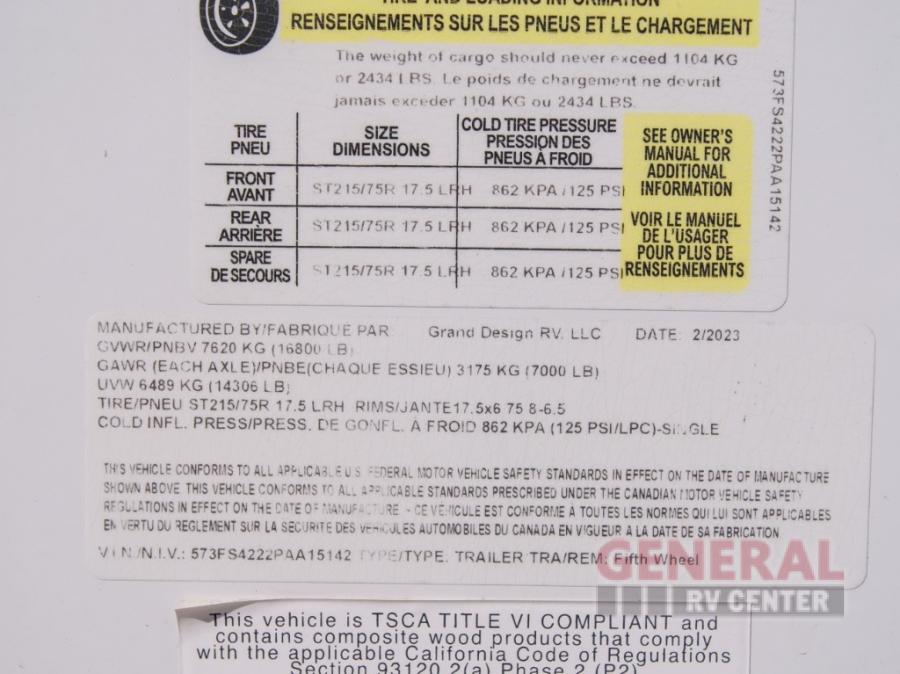 TIRE AND LOADING INFORMATION
RENSEIGNEMENTS SUR LES PNEUS ET LE CHARGEMENT
The weight of cargo should never exceed 1104 KG
or 2434 LBS. Le poids de chargement ne devrait
jamais exceder 1104 KG ou 2434 LBS.
TIRE PNEU SIZE DIMENSIONS COLD TIRE PRESSURE PRESSION DES PNEUS À FROID
FRONT AVANT ST215/75R 17.5 LRH 862 KPA /125 PSI
REAR ARRIÈRE ST215/75R 17.5 LRH 862 KPA /125 PSI
SPARE DE SECOURS ST215/75R 17.5 LRH 862 KPA /125 PSI
SEE OWNER'S
MANUAL FOR
ADDITIONAL
INFORMATION
VOIR LE MANUEL
DE L'USAGER
POUR PLUS DE
RENSEIGNEMENTS
573FS4222PAA15142
MANUFACTURED BY/FABRIQUE PAR: Grand Design RV, LLC DATE: 2/2023
GVWR/PNBV 7620 KG (16800 LB)
GAWR (EACH AXLE)/PNBE(CHAQUE ESSIEU) 3175 KG (7000 LB)
UVW 6489 KG (14306 LB)
TIRE/PNEU ST215/75R 17.5 LRH RIMS/JANTE17.5x6 75 8-6.5
COLD INFL. PRESS/PRESS. DE GONFL. À FROID 862 KPA (125 PSI/LPC)-SINGLE
THIS VEHICLE CONFORMS TO ALL APPLICABLE U.S. FEDERAL MOTOR VEHICLE SAFETY STANDARDS IN EFFECT ON THE DATE OF MANUFACTURE
SHOWN ABOVE. THIS VEHICLE CONFORMS TO ALL APPLICABLE STANDARDS PRESCRIBED UNDER THE CANADIAN MOTOR VEHICLE SAFETY
REGULATIONS IN EFFECT ON THE DATE OF MANUFACTURE - CE VÉHICULE EST CONFORME À TOUTES LES NORMES QUI LUI SONT APPLICABLES
EN VERTU DU REGLEMENT SUR LA SECURITE DES VEHICULES AUTOMOBILES DU CANADA EN VIGUEUR A LA DATE DE SA FABRICATION
V.I.N./N.I.V.: 573FS4222PAA15142 TYPE/TYPE: TRAILER TRA/REM: Fifth Wheel
GENERAL
RV CENTER
This vehicle is TSCA TITLE VI COMPLIANT and
contains composite wood products that comply
with the applicable California Code of Regulations
Section 93120.2(a) Phase 2 (P2)